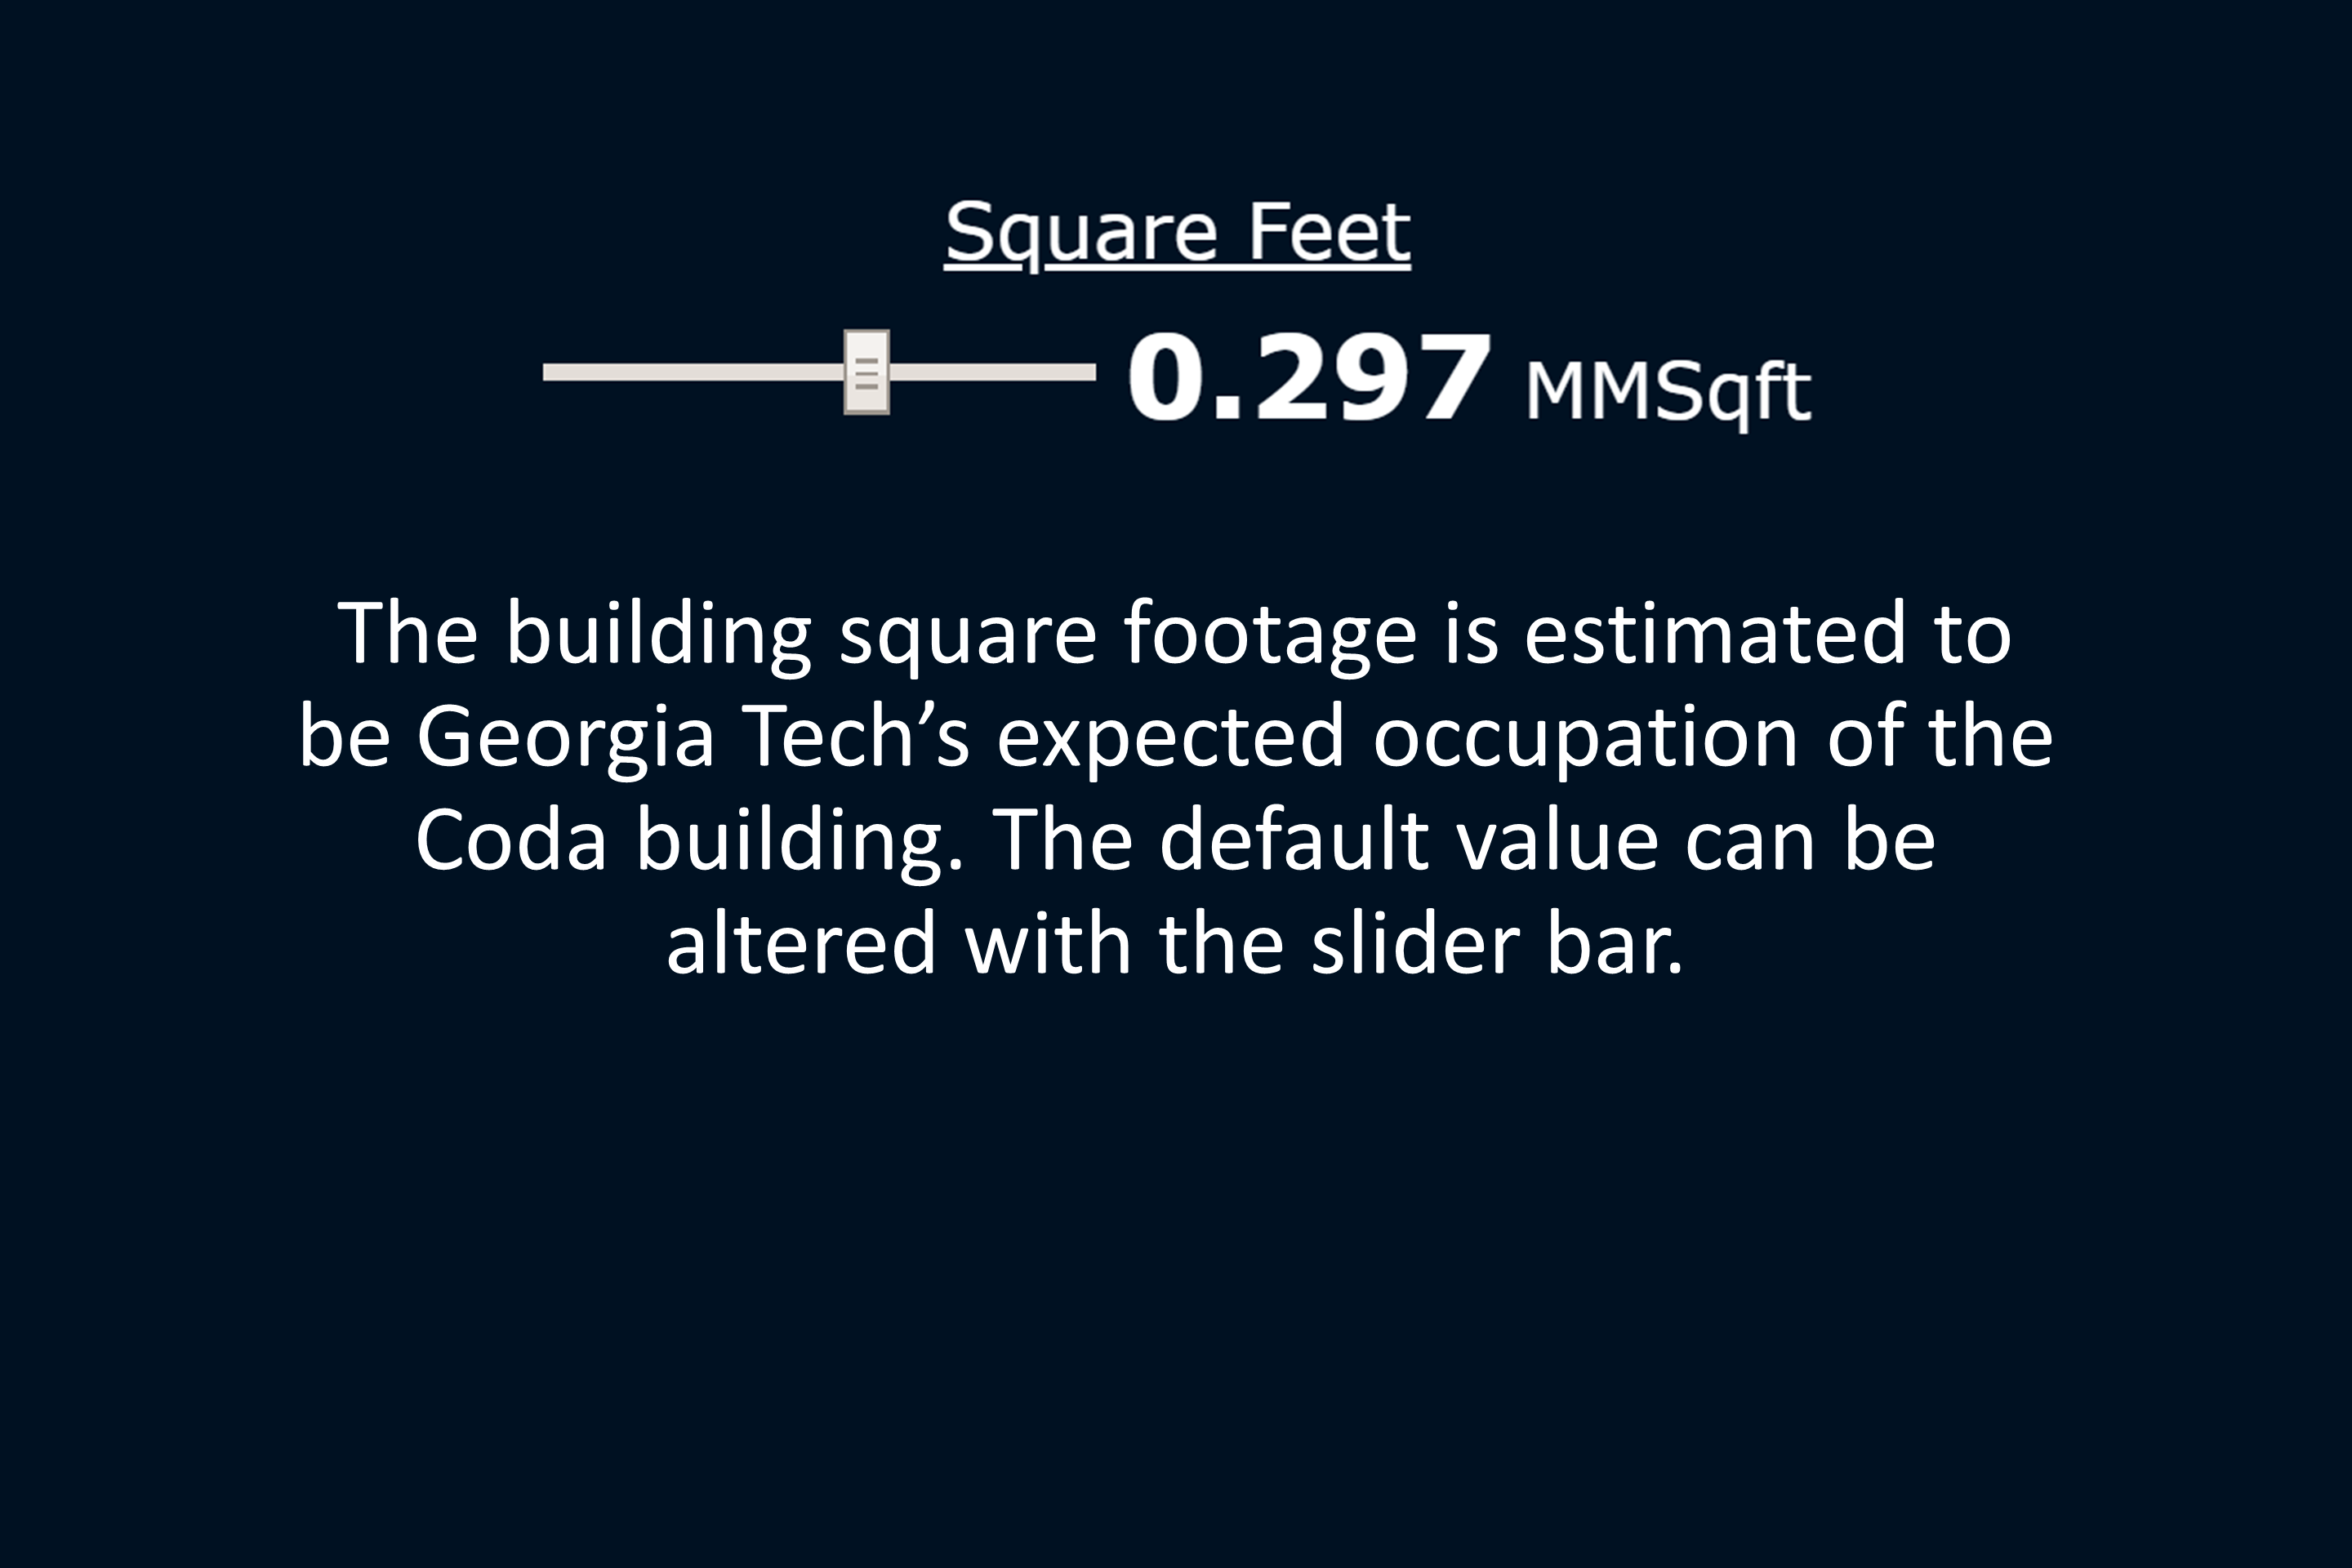 Square Feet
0.297 MMSqft
The building square footage is estimated to
be Georgia Tech’s expected occupation of the
Coda building. The default value can be
altered with the slider bar.